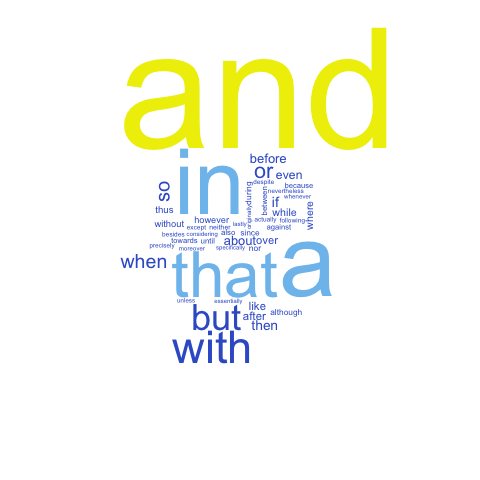 and
in
before
or even
despite
because
nevertheless
whenever
so
during
between
if
while
where
thus
originally
actually following
without
however
lastly
against
except neither
besides considering also since
towards until about over
precisely
moreover
specifically nor
when
that a
unless
essentially
but
like
after
although
then
with